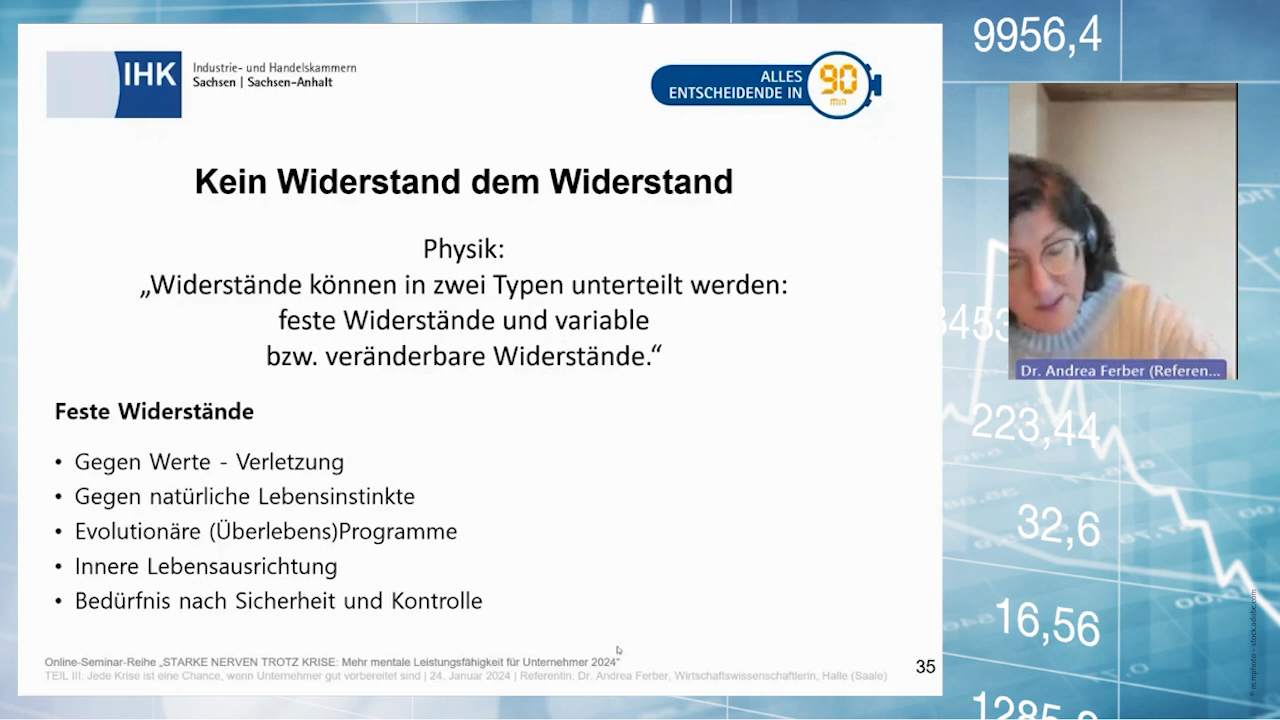 IHK
Industrie- und Handelskammern
Sachsen | Sachsen-Anhalt
ALLES
ENTSCHEIDENDE IN
90
min
Kein Widerstand dem Widerstand
Physik:
„Widerstände können in zwei Typen unterteilt werden:
feste Widerstände und variable
bzw. veränderbare Widerstände.“
Feste Widerstände
• Gegen Werte - Verletzung
• Gegen natürliche Lebensinstinkte
• Evolutionäre (Überlebens)Programme
• Innere Lebensausrichtung
• Bedürfnis nach Sicherheit und Kontrolle
Online-Seminar-Reihe „STARKE NERVEN TROTZ KRISE: Mehr mentale Leistungsfähigkeit für Unternehmer 2024“
TEIL III: Jede Krise ist eine Chance, wenn Unternehmer gut vorbereitet sind | 24. Januar 2024 | Referentin: Dr. Andrea Ferber, Wirtschaftswissenschaftlerin, Halle (Saale)
35
9956,4
Dr. Andrea Ferber (Referen...
223,44
32,6
16,56
© m.mphoto - stock.adobe.com